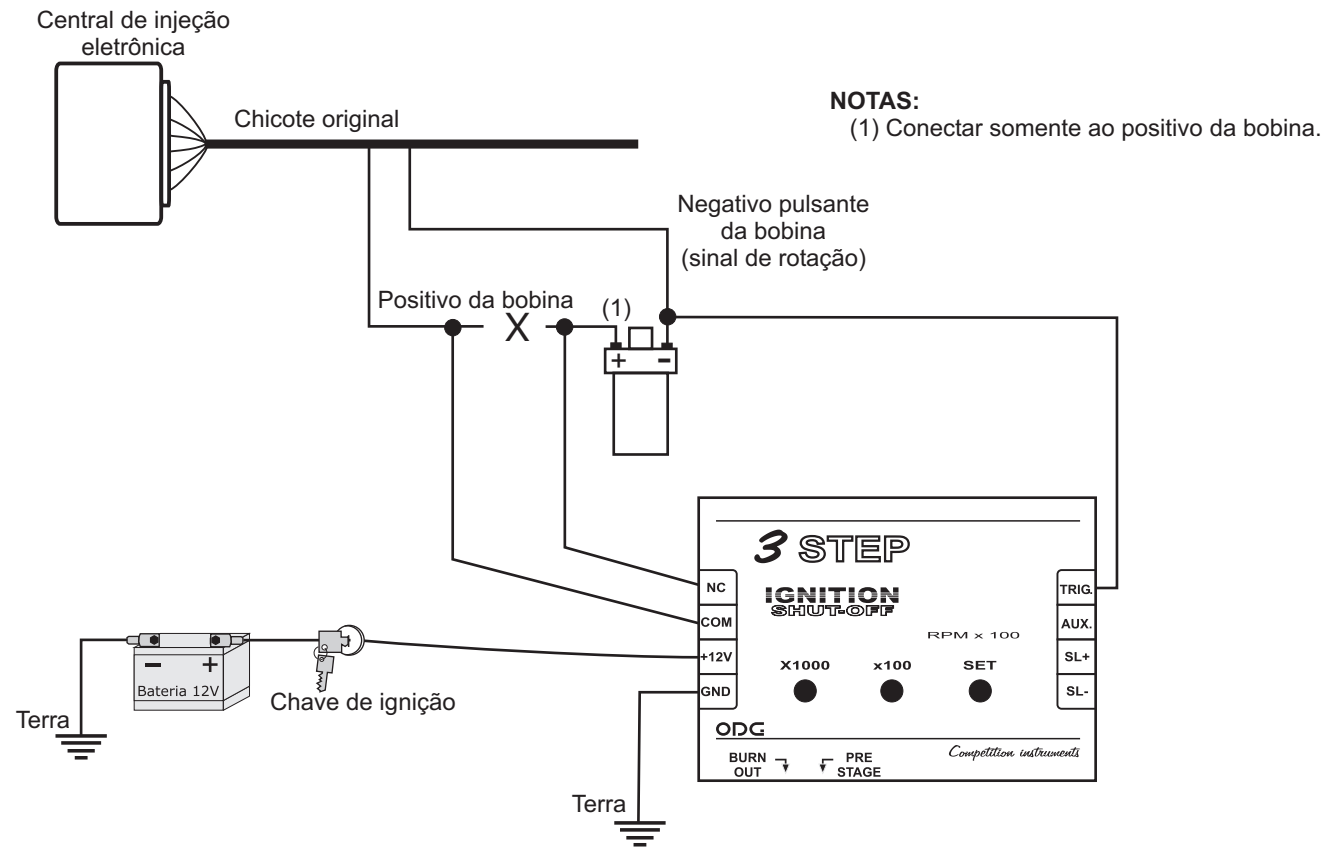 Central de injeção
eletrônica
Chicote original
NOTAS:
(1) Conectar somente ao positivo da bobina.
Negativo pulsante
da bobina
(sinal de rotação)
Positivo da bobina
(1)
X
+ −
3 STEP
IGNITION
SHUT-OFF
RPM x 100
NC
COM
+12V
GND
TRIG.
AUX.
SL+
SL-
X1000 x100 SET
ODG
Competition instruments
BURN
OUT
PRE
STAGE
− +
Bateria 12V
Chave de ignição
Terra
Terra